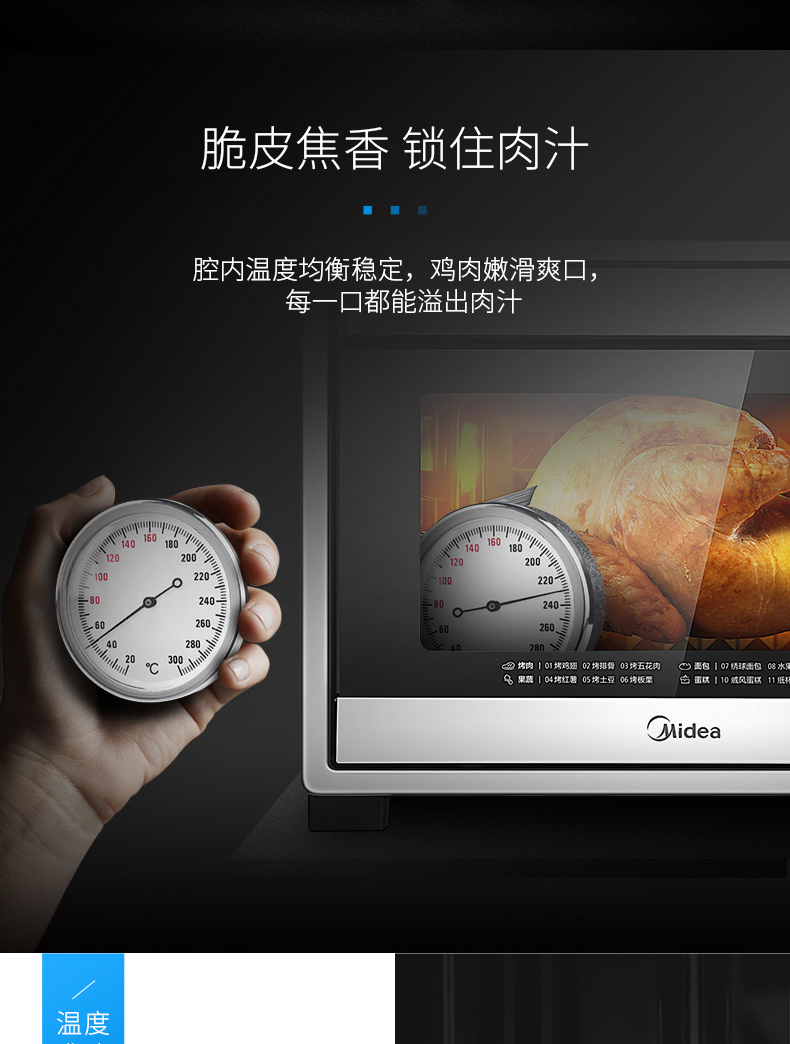 脆皮焦香 锁住肉汁
腔内温度均衡稳定，鸡肉嫩滑爽口，
每一口都能溢出肉汁
20 40 60 80 100 120 140 160 180 200 220 240 260 280 300
℃
40 60 80 100 120 140 160 180 200 220 240 260 280
烤肉 | 01 烤鸡翅 02 烤排骨 03 烤五花肉
面包 | 07 绣球面包 08 水果
果蔬 | 04 烤红薯 05 烤土豆 06 烤板栗
蛋糕 | 10 戚风蛋糕 11 纸杯
Midea
温度